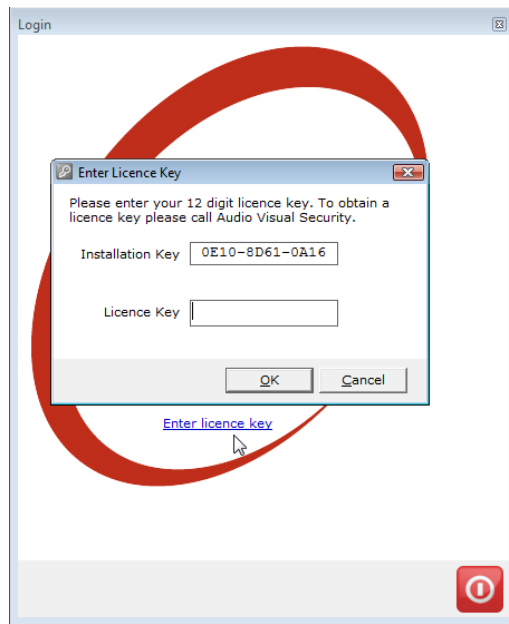 Login
Enter Licence Key
Please enter your 12 digit licence key. To obtain a
licence key please call Audio Visual Security.
Installation Key 0E10-8D61-0A16
Licence Key
OK Cancel
Enter licence key